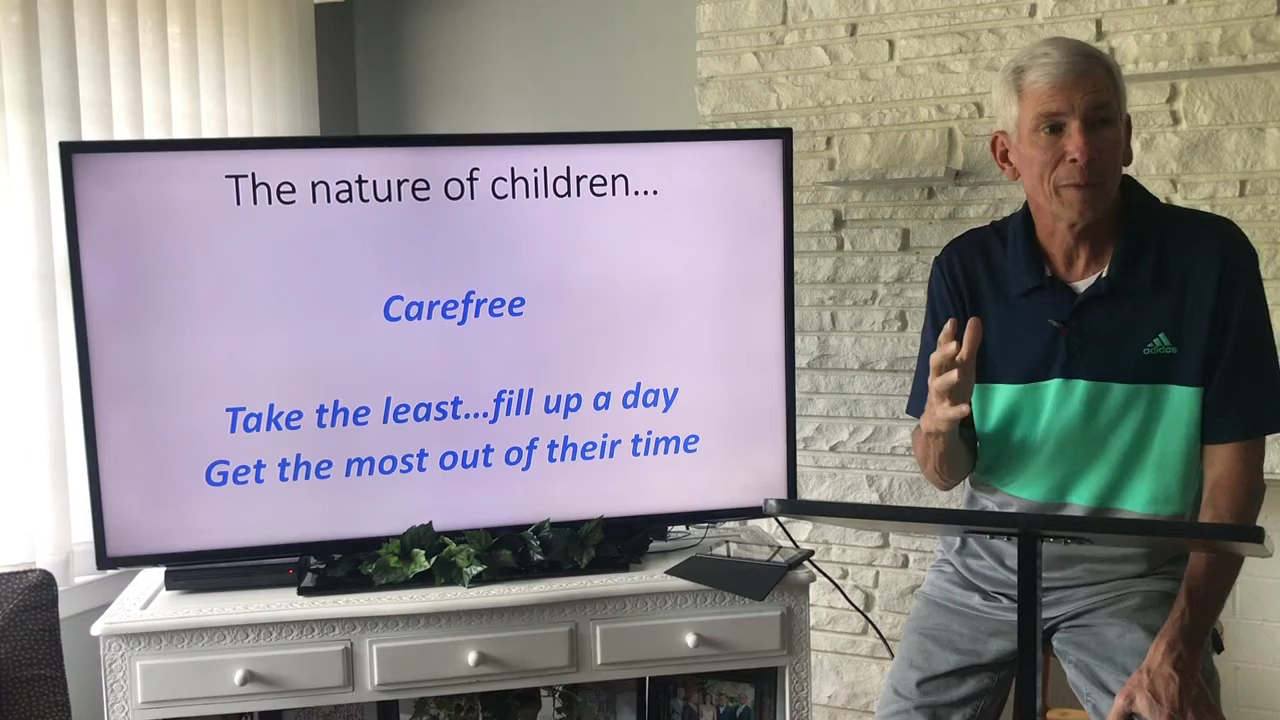 The nature of children...
Carefree
Take the least...fill up a day
Get the most out of their time
adidas